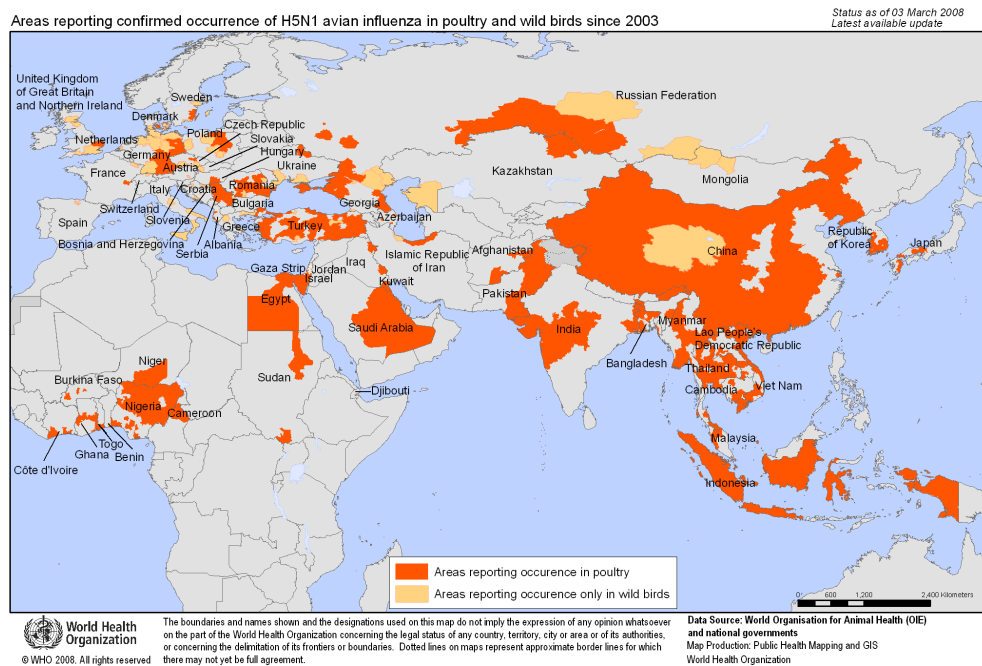 Areas reporting confirmed occurrence of H5N1 avian influenza in poultry and wild birds since 2003
Status as of 03 March 2008
Latest available update
United Kingdom
of Great Britain
and Northern Ireland
Sweden
Denmark
Netherlands
Poland
Czech Republic
Slovakia
Germany
Hungary
Austria
Ukraine
France
Italy
Croatia
Romania
Switzerland
Bulgaria
Spain
Slovenia
Georgia
Greece
Turkey
Azerbaijan
Bosnia and Herzegovina
Albania
Serbia
Russian Federation
Kazakhstan
Mongolia
China
Republic
of Korea
Japan
Gaza Strip
Jordan
Israel
Iraq
Islamic Republic
of Iran
Afghanistan
Kuwait
Pakistan
Egypt
Saudi Arabia
India
Myanmar
Lao People's
Democratic Republic
Bangladesh
Thailand
Cambodia
Viet Nam
Niger
Burkina Faso
Sudan
Djibouti
Nigeria
Cameroon
Togo
Ghana
Benin
Côte d'Ivoire
Malaysia
Indonesia
Areas reporting occurence in poultry
Areas reporting occurence only in wild birds
0 600 1,200 2,400 Kilometers
World Health
Organization
© WHO 2008. All rights reserved
The boundaries and names shown and the designations used on this map do not imply the expression of any opinion whatsoever
on the part of the World Health Organization concerning the legal status of any country, territory, city or area or of its authorities,
or concerning the delimitation of its frontiers or boundaries. Dotted lines on maps represent approximate border lines for which
there may not yet be full agreement.
Data Source: World Organisation for Animal Health (OIE)
and national governments
Map Production: Public Health Mapping and GIS
World Health Organization